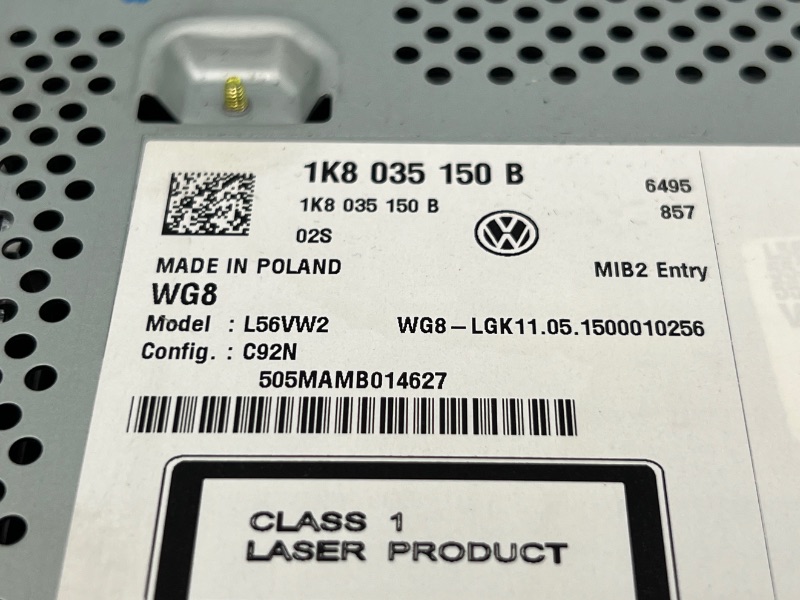 1K8 035 150 B
1K8 035 150 B
02S
6495
857
MADE IN POLAND
MIB2 Entry
WG8
Model : L56VW2 WG8-LGK11.05.1500010256
Config. : C92N
505MAMB014627
CLASS 1
LASER PRODUCT